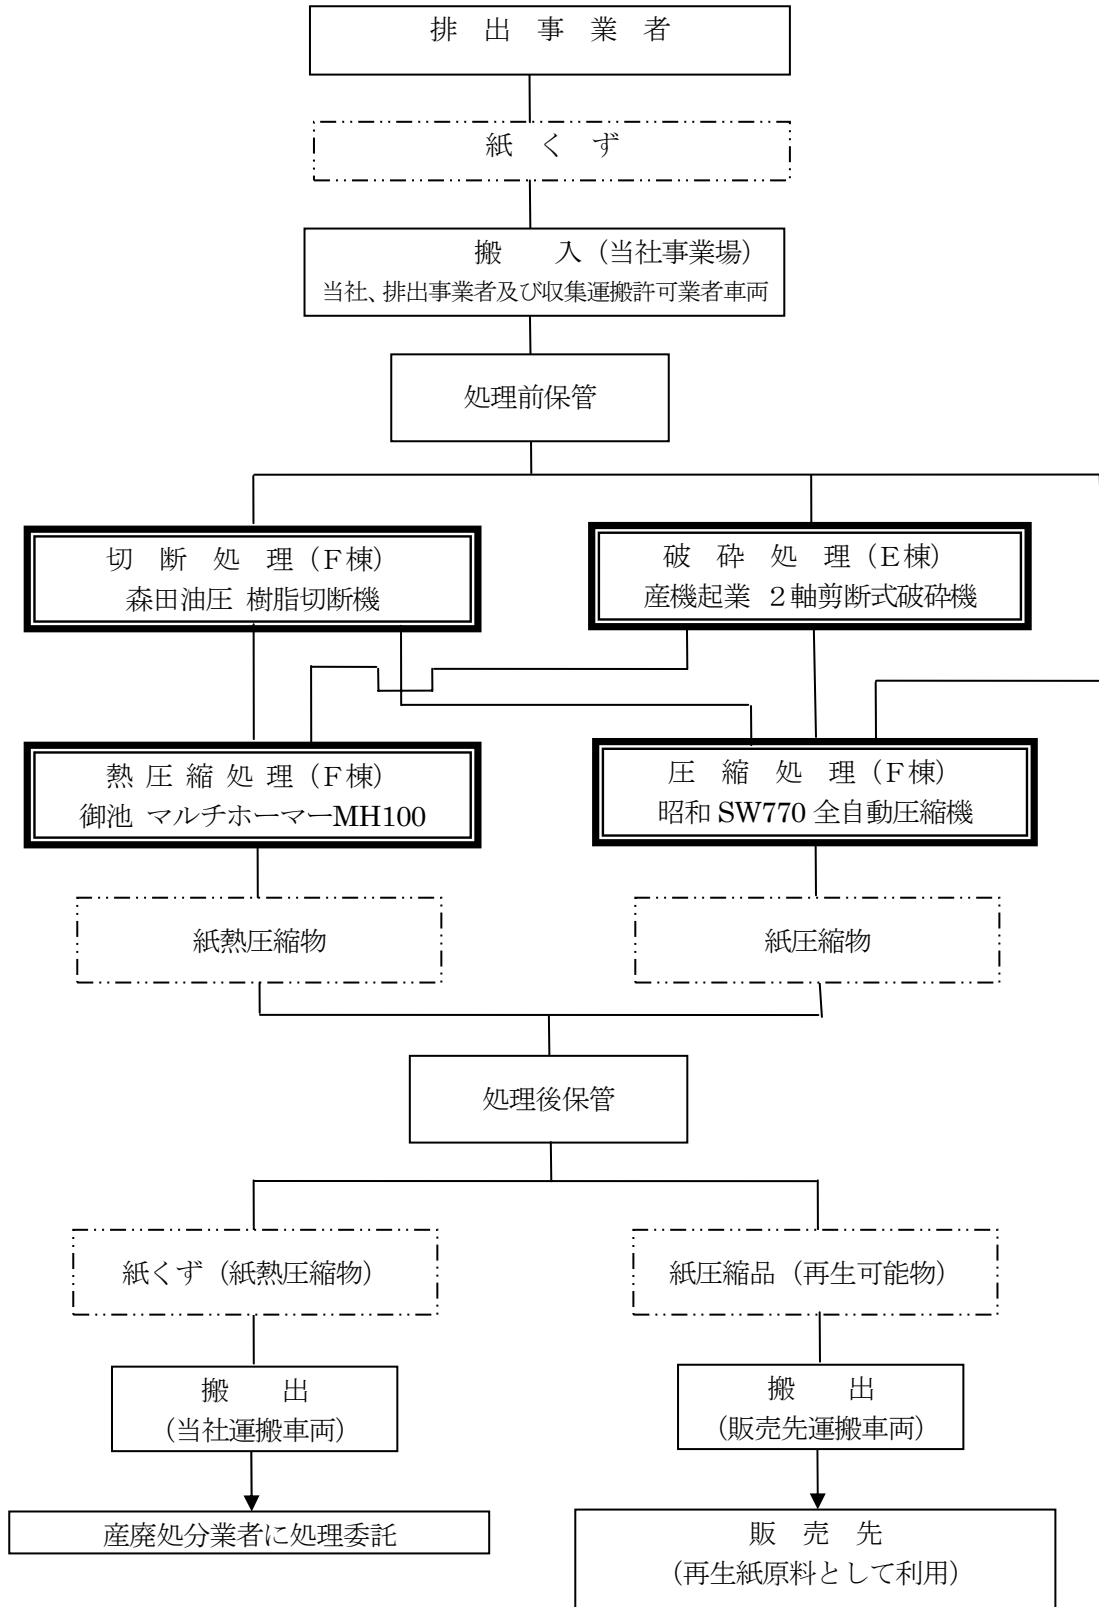 排　出　事　業　者
紙　く　ず
搬　　入（当社事業場）
当社、排出事業者及び収集運搬許可業者車両
処理前保管
切　断　処　理（Ｆ棟）
森田油圧 樹脂切断機
破　砕　処　理（Ｅ棟）
産機起業 ２軸剪断式破砕機
熱 圧 縮 処 理（Ｆ棟）
御池 マルチホーマーMH100
圧　縮　処　理（Ｆ棟）
昭和 SW770 全自動圧縮機
紙熱圧縮物
紙圧縮物
処理後保管
紙くず（紙熱圧縮物）
紙圧縮品（再生可能物）
搬　　出
（当社運搬車両）
搬　　出
（販売先運搬車両）
産廃処分業者に処理委託
販　売　先
（再生紙原料として利用）